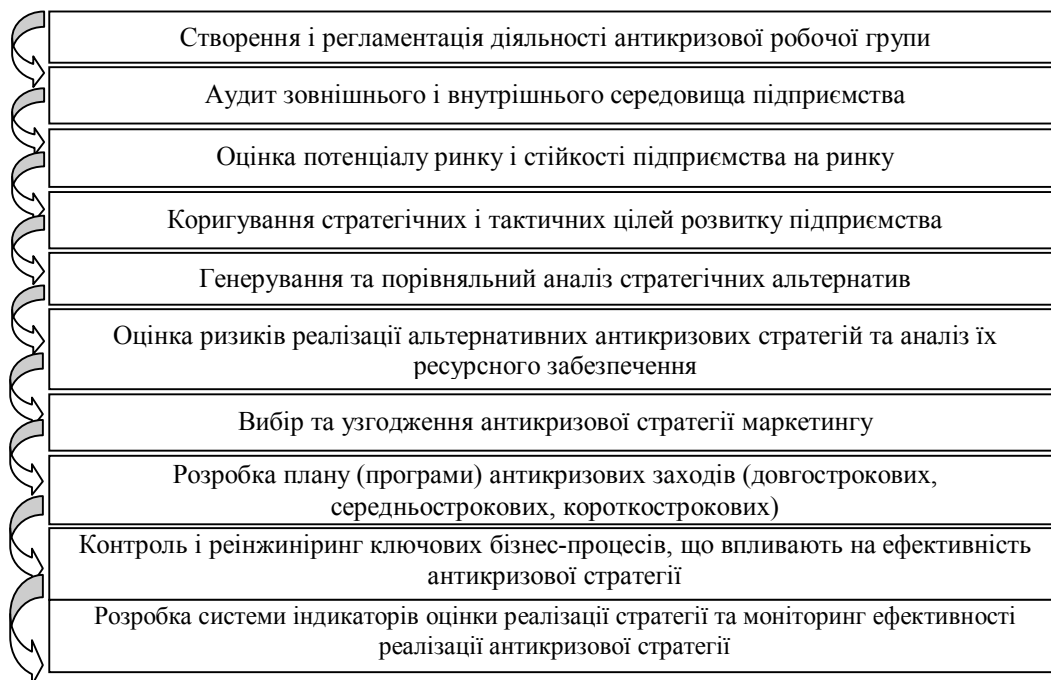 Створення і регламентація діяльності антикризової робочої групи
Аудит зовнішнього і внутрішнього середовища підприємства
Оцінка потенціалу ринку і стійкості підприємства на ринку
Коригування стратегічних і тактичних цілей розвитку підприємства
Генерування та порівняльний аналіз стратегічних альтернатив
Оцінка ризиків реалізації альтернативних антикризових стратегій та аналіз їх
ресурсного забезпечення
Вибір та узгодження антикризової стратегії маркетингу
Розробка плану (програми) антикризових заходів (довгострокових,
середньострокових, короткострокових)
Контроль і реінжиніринг ключових бізнес-процесів, що впливають на ефективність
антикризової стратегії
Розробка системи індикаторів оцінки реалізації стратегії та моніторинг ефективності
реалізації антикризової стратегії